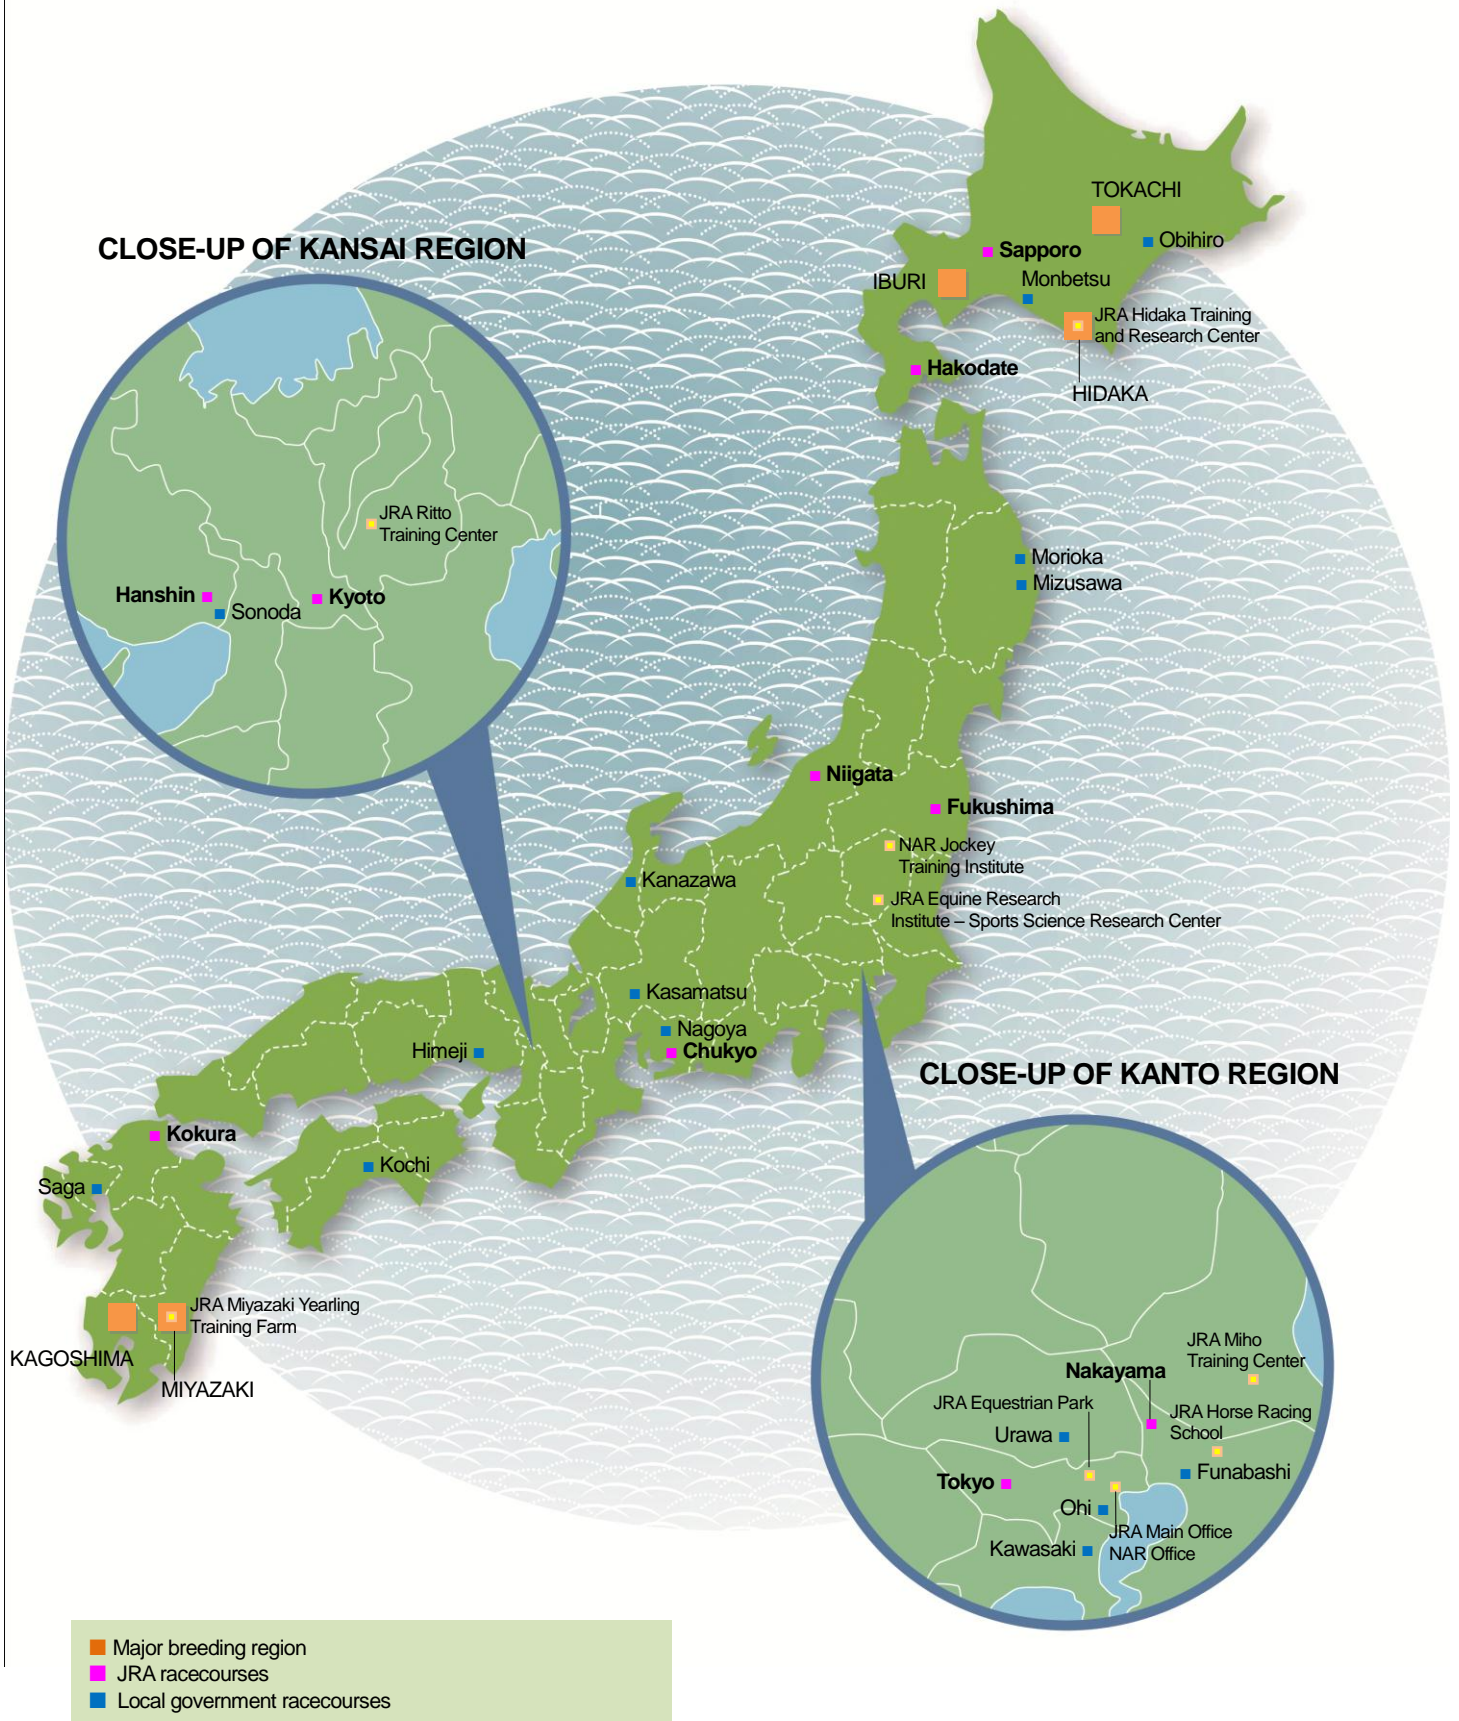 TOKACHI
Obihiro
Sapporo
Monbetsu
IBURI
JRA Hidaka Training
and Research Center
Hakodate
HIDAKA
CLOSE-UP OF KANSAI REGION
JRA Ritto
Training Center
Hanshin
Sonoda
Kyoto
Morioka
Mizusawa
Niigata
Fukushima
NAR Jockey
Training Institute
Kanazawa
JRA Equine Research
Institute – Sports Science Research Center
Kasamatsu
Nagoya
Chukyo
Himeji
Kokura
Kochi
Saga
JRA Miyazaki Yearling
Training Farm
KAGOSHIMA
MIYAZAKI
CLOSE-UP OF KANTO REGION
JRA Miho
Training Center
Nakayama
JRA Equestrian Park
JRA Horse Racing
School
Urawa
Funabashi
Tokyo
Ohi
JRA Main Office
NAR Office
Kawasaki
Major breeding region
JRA racecourses
Local government racecourses